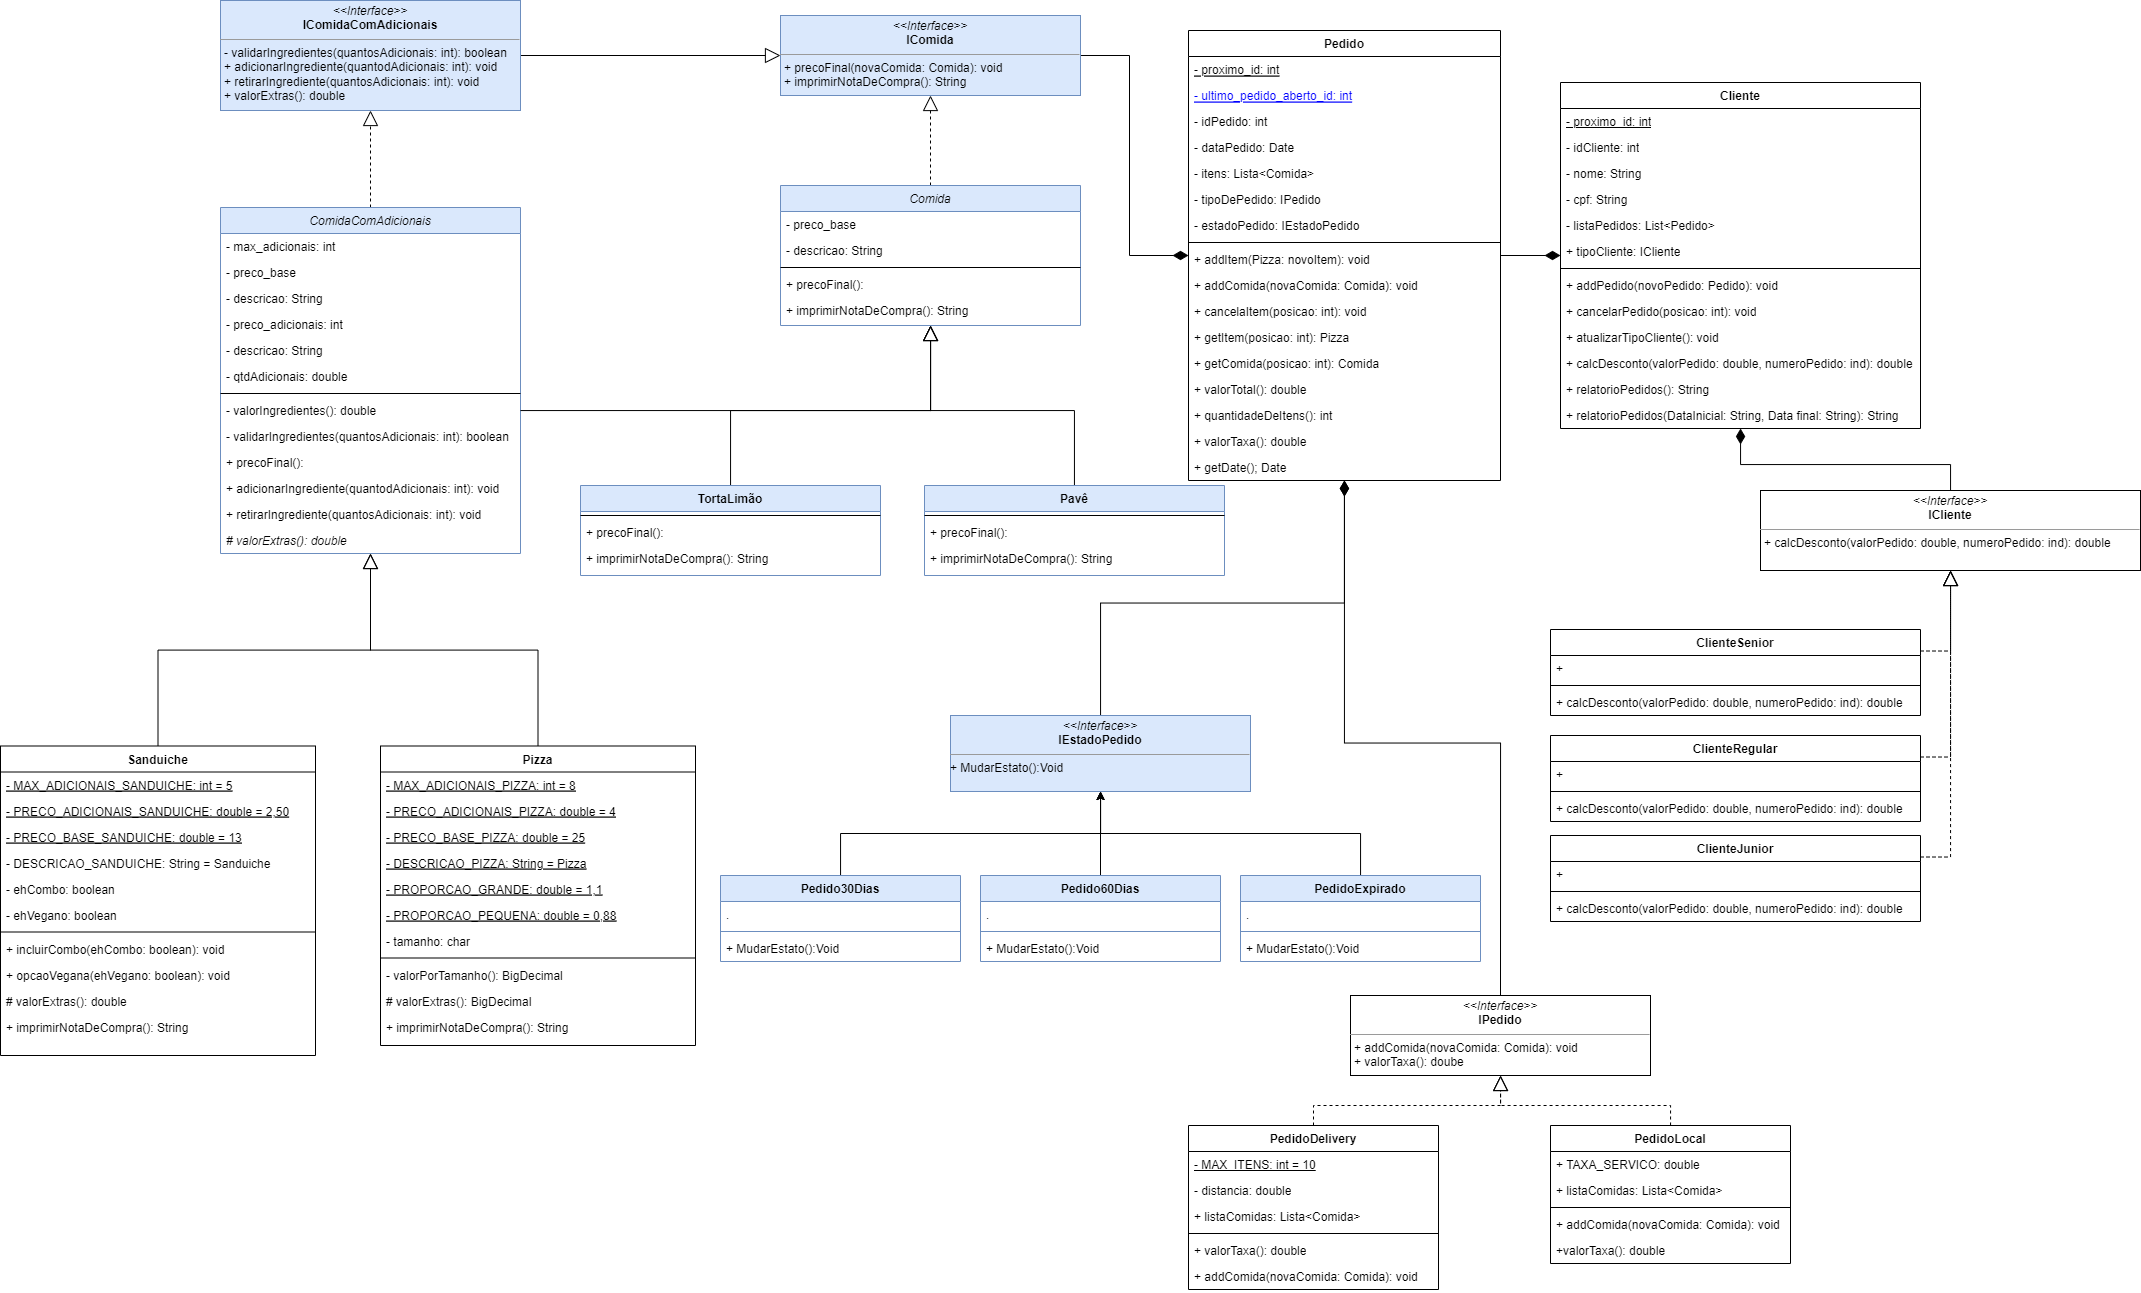 <<Interface>>
IComidaComAdicionais
- validarIngredientes(quantosAdicionais: int): boolean
+ adicionarIngrediente(quantodAdicionais: int): void
+ retirarIngrediente(quantosAdicionais: int): void
+ valorExtras(): double
<<Interface>>
IComida
+ precoFinal(novaComida: Comida): void
+ imprimirNotaDeCompra(): String
Pedido
- proximo_id: int
- ultimo_pedido_aberto_id: int
- idPedido: int
- dataPedido: Date
- itens: Lista<Comida>
- tipoDePedido: IPedido
- estadoPedido: IEstadoPedido
+ addItem(Pizza: novoItem): void
+ addComida(novaComida: Comida): void
+ cancelaItem(posicao: int): void
+ getItem(posicao: int): Pizza
+ getComida(posicao: int): Comida
+ valorTotal(): double
+ quantidadeDeItens(): int
+ valorTaxa(): double
+ getDate(); Date
Cliente
- proximo_id: int
- idCliente: int
- nome: String
- cpf: String
- listaPedidos: List<Pedido>
+ tipoCliente: ICliente
+ addPedido(novoPedido: Pedido): void
+ cancelarPedido(posicao: int): void
+ atualizarTipoCliente(): void
+ calcDesconto(valorPedido: double, numeroPedido: ind): double
+ relatorioPedidos(): String
+ relatorioPedidos(DataInicial: String, Data final: String): String
ComidaComAdicionais
- max_adicionais: int
- preco_base
- descricao: String
- preco_adicionais: int
- descricao: String
- qtdAdicionais: double
- valorIngredientes(): double
- validarIngredientes(quantosAdicionais: int): boolean
+ precoFinal():
+ adicionarIngrediente(quantodAdicionais: int): void
+ retirarIngrediente(quantosAdicionais: int): void
# valorExtras(): double
Comida
- preco_base
- descricao: String
+ precoFinal():
+ imprimirNotaDeCompra(): String
TortaLimão
+ precoFinal():
+ imprimirNotaDeCompra(): String
Pavê
+ precoFinal():
+ imprimirNotaDeCompra(): String
<<Interface>>
ICliente
+ calcDesconto(valorPedido: double, numeroPedido: ind): double
ClienteSenior
+
+ calcDesconto(valorPedido: double, numeroPedido: ind): double
ClienteRegular
+
+ calcDesconto(valorPedido: double, numeroPedido: ind): double
ClienteJunior
+
+ calcDesconto(valorPedido: double, numeroPedido: ind): double
Sanduiche
- MAX_ADICIONAIS_SANDUICHE: int = 5
- PRECO_ADICIONAIS_SANDUICHE: double = 2,50
- PRECO_BASE_SANDUICHE: double = 13
- DESCRICAO_SANDUICHE: String = Sanduiche
- ehCombo: boolean
- ehVegano: boolean
+ incluirCombo(ehCombo: boolean): void
+ opcaoVegana(ehVegano: boolean): void
# valorExtras(): double
+ imprimirNotaDeCompra(): String
Pizza
- MAX_ADICIONAIS_PIZZA: int = 8
- PRECO_ADICIONAIS_PIZZA: double = 4
- PRECO_BASE_PIZZA: double = 25
- DESCRICAO_PIZZA: String = Pizza
- PROPORCAO_GRANDE: double = 1,1
- PROPORCAO_PEQUENA: double = 0,88
- tamanho: char
- valorPorTamanho(): BigDecimal
# valorExtras(): BigDecimal
+ imprimirNotaDeCompra(): String
<<Interface>>
IEstadoPedido
+ MudarEstato():Void
Pedido30Dias
.
+ MudarEstato():Void
Pedido60Dias
.
+ MudarEstato():Void
PedidoExpirado
.
+ MudarEstato():Void
<<Interface>>
IPedido
+ addComida(novaComida: Comida): void
+ valorTaxa(): doube
PedidoDelivery
- MAX_ITENS: int = 10
- distancia: double
+ listaComidas: Lista<Comida>
+ valorTaxa(): double
+ addComida(novaComida: Comida): void
PedidoLocal
+ TAXA_SERVICO: double
+ listaComidas: Lista<Comida>
+ addComida(novaComida: Comida): void
+valorTaxa(): double